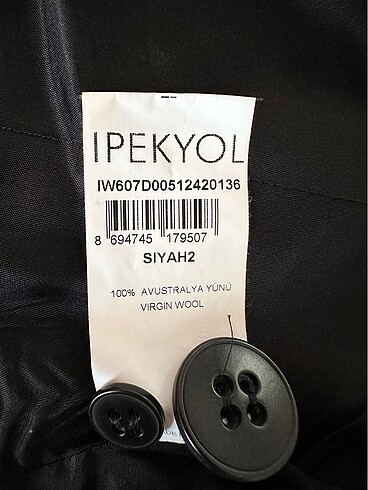 IPEKYOL
IW607D00512420136
8 694745 179507
SIYAH2
100% AVUSTRALYA YÜNÜ
VIRGIN WOOL